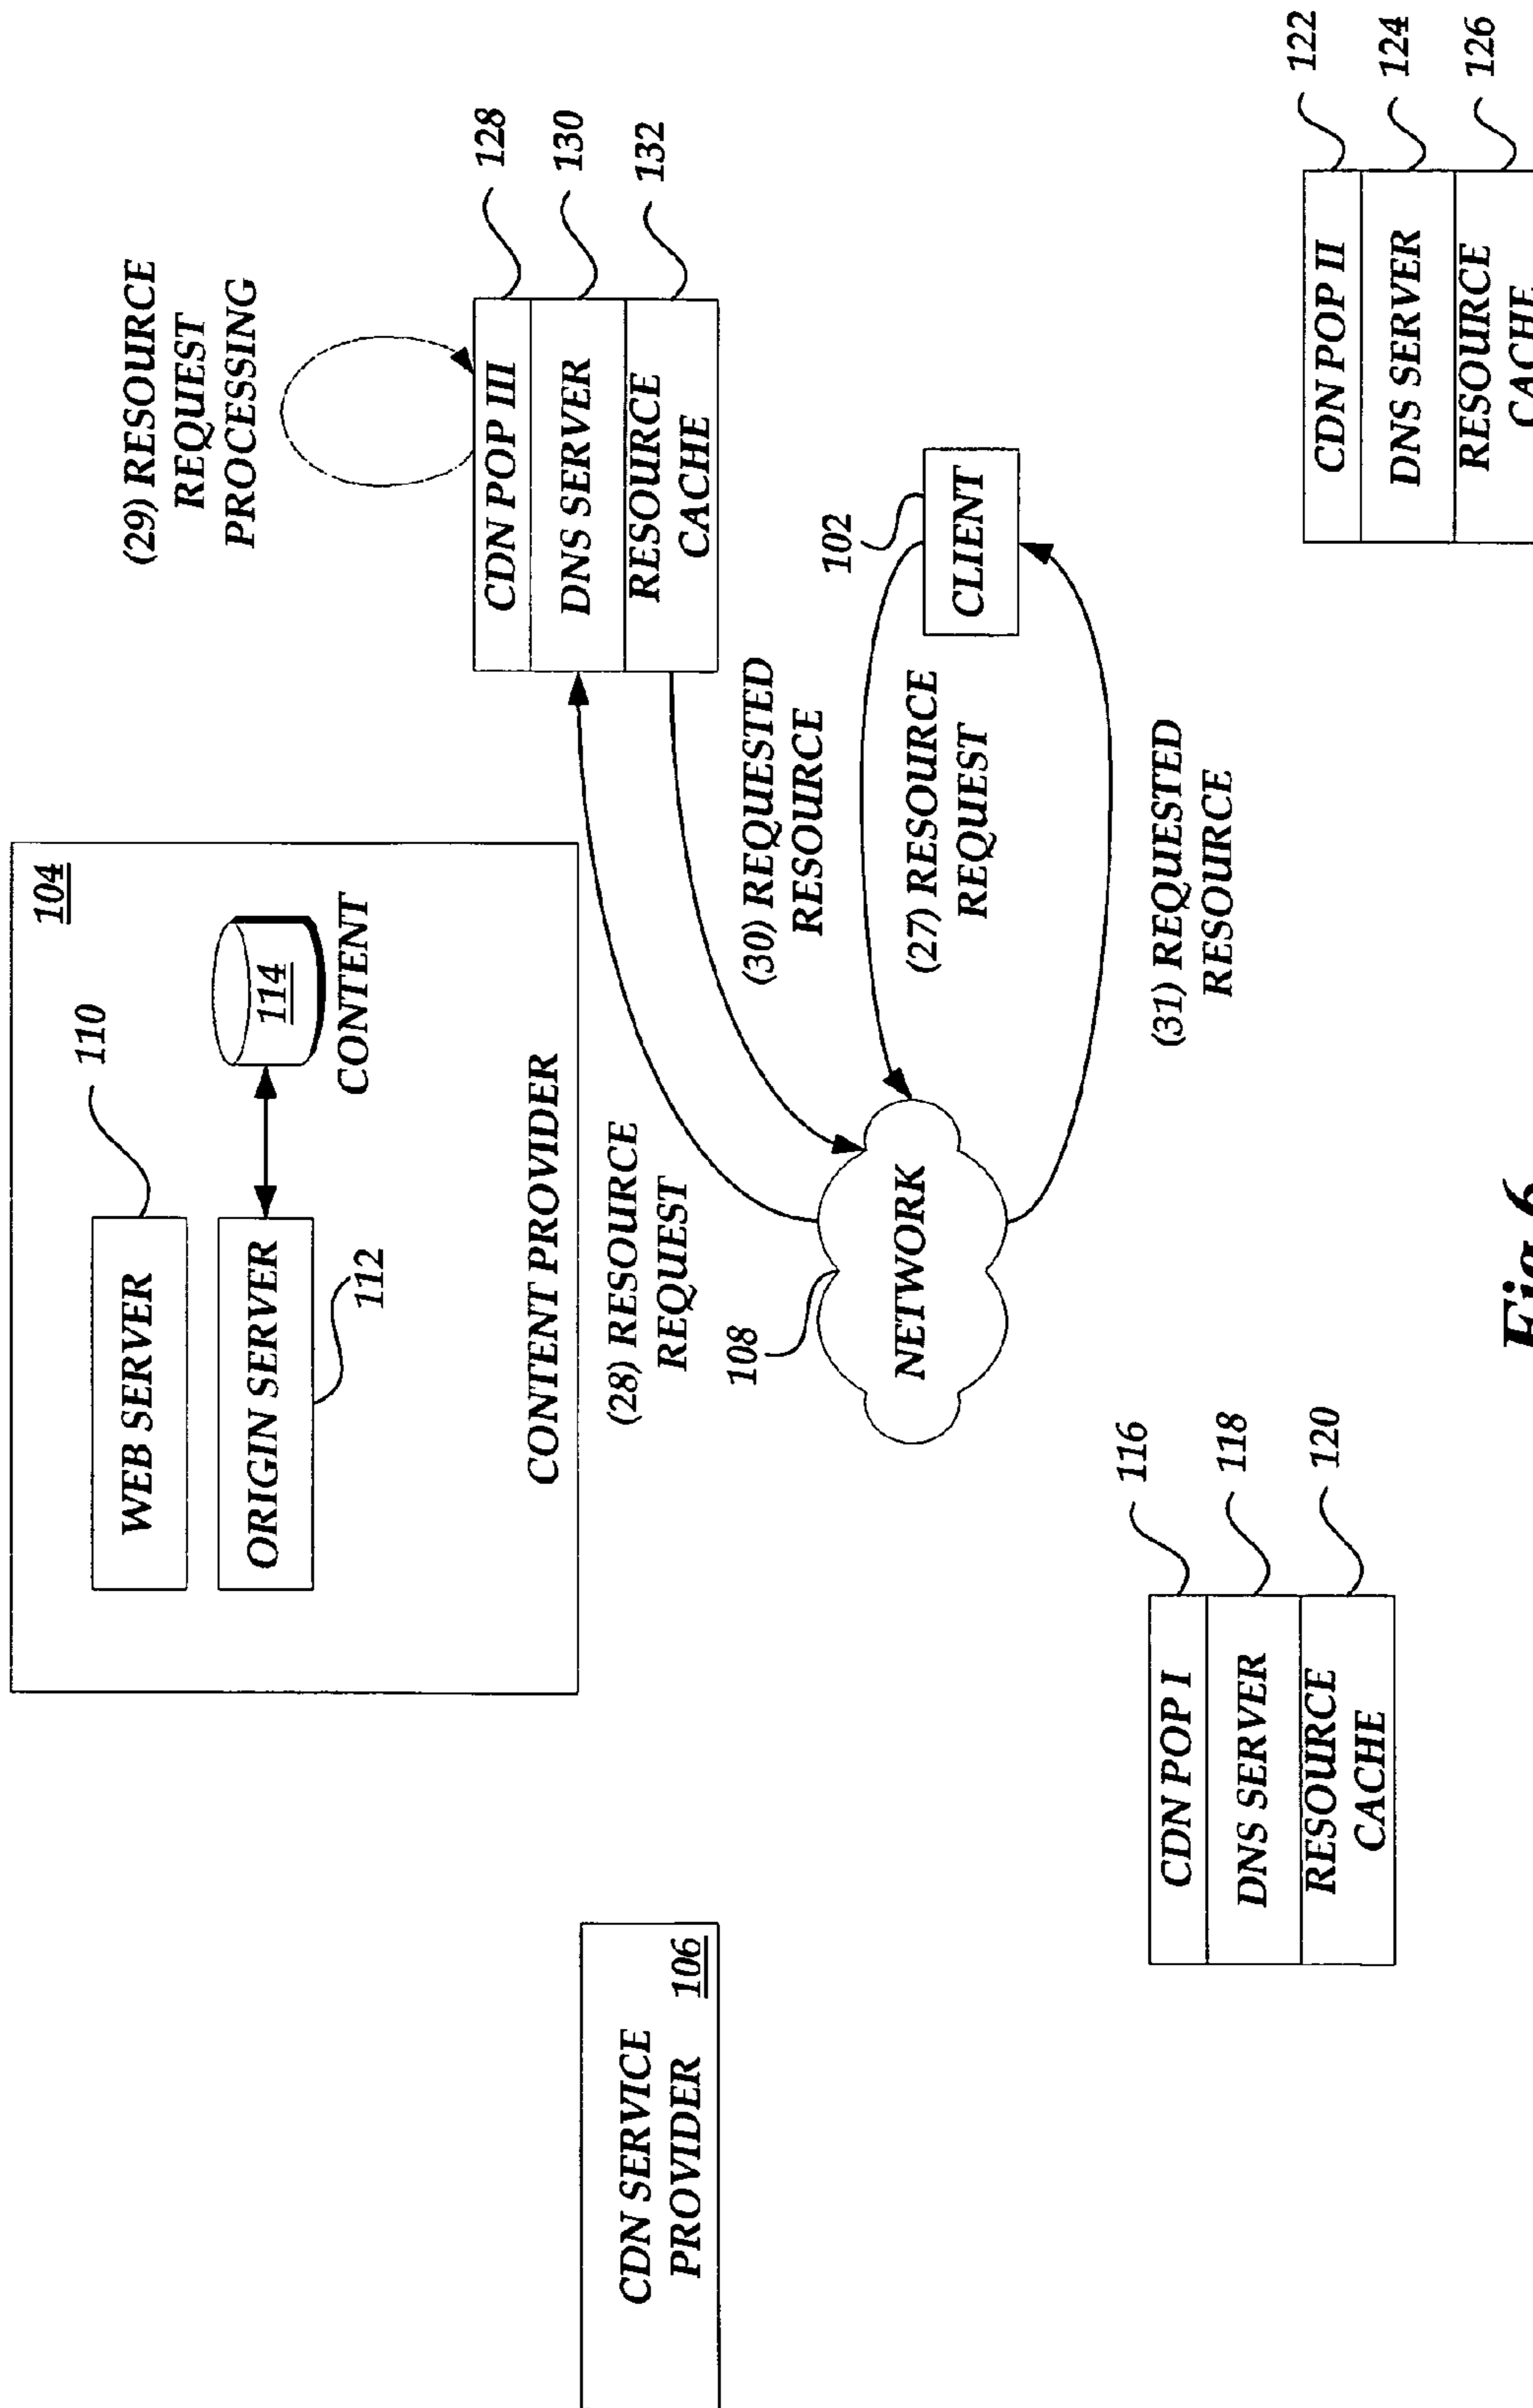 104
110
WEB SERVER
ORIGIN SERVER
112
114
CONTENT
CONTENT PROVIDER
CDN SERVICE
PROVIDER
106
(29) RESOURCE
REQUEST
PROCESSING
CDN POP III
DNS SERVER
RESOURCE
CACHE
128
130
132
(28) RESOURCE
REQUEST
(30) REQUESTED
RESOURCE
(27) RESOURCE
REQUEST
102
CLIENT
108
NETWORK
(31) REQUESTED
RESOURCE
CDN POP I
DNS SERVER
RESOURCE
CACHE
116
118
120
CDN POP II
DNS SERVER
RESOURCE
CACHE
122
124
126
Fig. 6